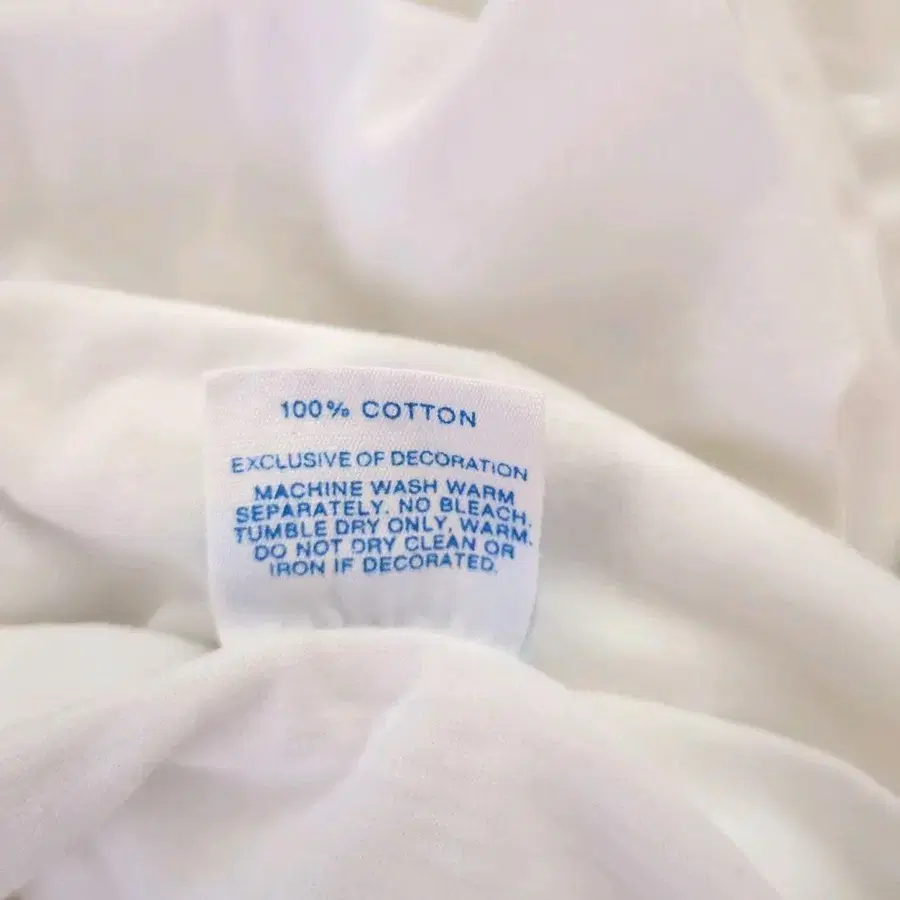 100% COTTON
EXCLUSIVE OF DECORATION
MACHINE WASH WARM
SEPARATELY. NO BLEACH.
TUMBLE DRY ONLY, WARM.
DO NOT DRY CLEAN OR
IRON IF DECORATED.